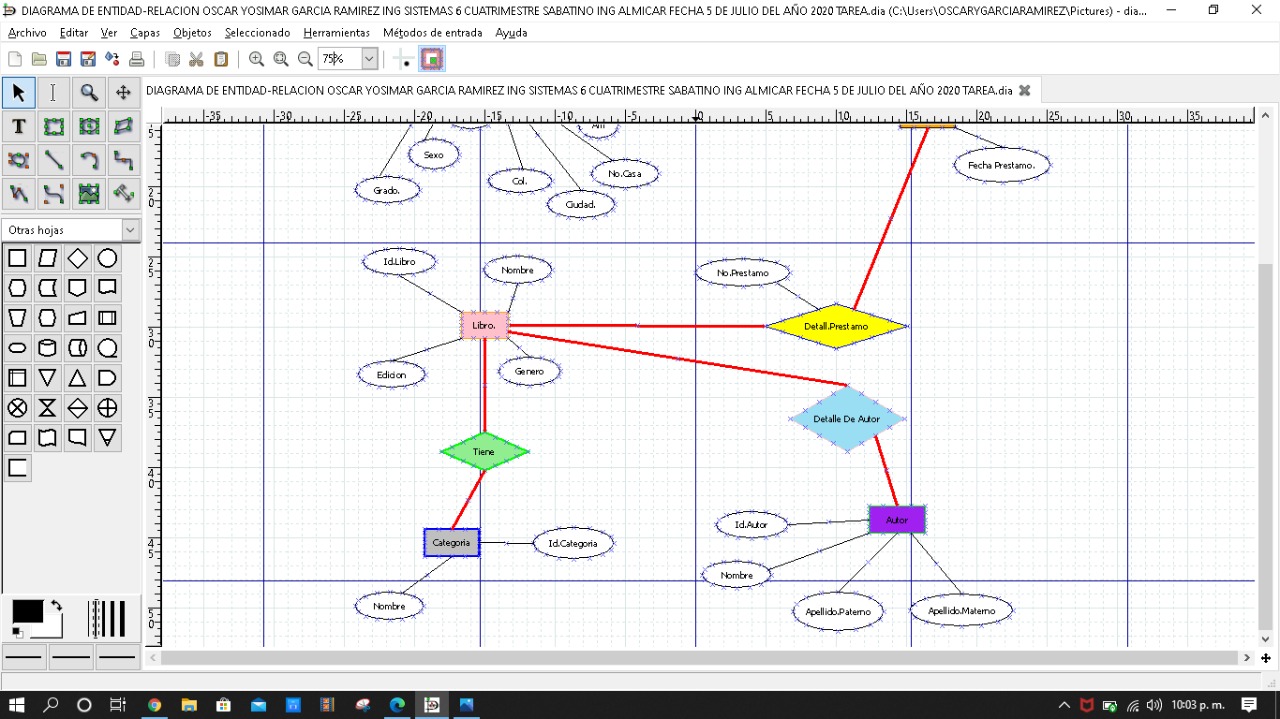 DIAGRAMA DE ENTIDAD-RELACION OSCAR YOSIMAR GARCIA RAMIREZ ING SISTEMAS 6 CUATRIMESTRE SABATINO ING ALMICAR FECHA 5 DE JULIO DEL AÑO 2020 TAREA.dia (C:\Users\OSCARYGARCIARAMIREZ\Pictures) - dia...
Archivo Editar Ver Capas Objetos Seleccionado Herramientas Métodos de entrada Ayuda
75%
DIAGRAMA DE ENTIDAD-RELACION OSCAR YOSIMAR GARCIA RAMIREZ ING SISTEMAS 6 CUATRIMESTRE SABATINO ING ALMICAR FECHA 5 DE JULIO DEL AÑO 2020 TAREA.dia
-35 -30 -25 -20 -15 -10 -5 0 5 10 15 20 25 30 35
Otras hojas
Sexo
Fecha Prestamo.
No.Casa
Col.
Grado.
Ciudad.
Id.Libro
Nombre
No.Prestamo
Libro.
Detall.Prestamo
Edicion
Genero
Detalle De Autor
Tiene
Autor
Id.Autor
Categoria
Id.Categoria
Nombre
Nombre
Apellido.Paterno
Apellido.Materno
10:03 p. m.